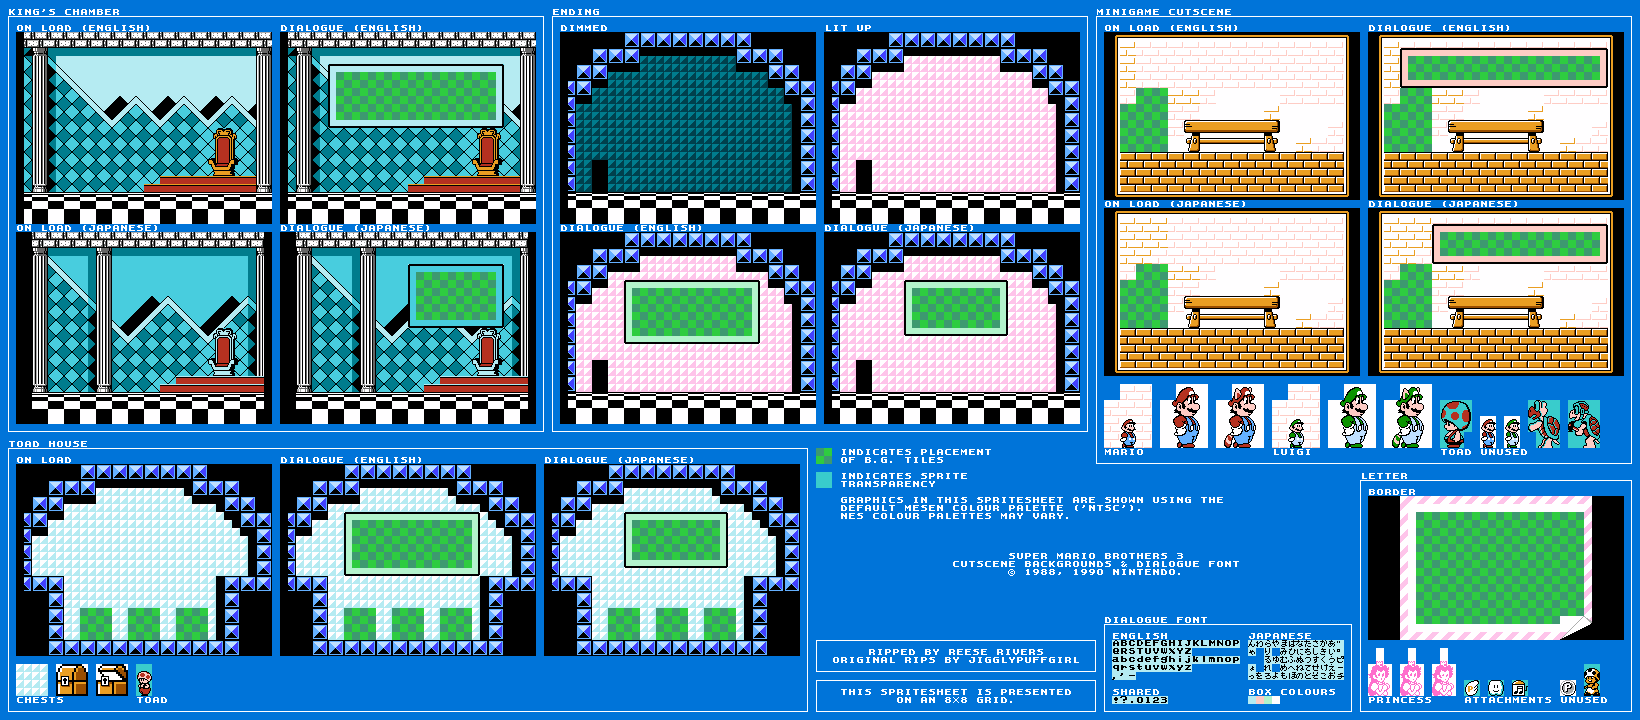 KING'S CHAMBER
ON LOAD (ENGLISH)
DIALOGUE (ENGLISH)
ON LOAD (JAPANESE)
DIALOGUE (JAPANESE)
ENDING
DIMMED
LIT UP
DIALOGUE (ENGLISH)
DIALOGUE (JAPANESE)
MINIGAME CUTSCENE
ON LOAD (ENGLISH)
DIALOGUE (ENGLISH)
ON LOAD (JAPANESE)
DIALOGUE (JAPANESE)
MARIO
LUIGI
TOAD
UNUSED
TOAD HOUSE
ON LOAD
DIALOGUE (ENGLISH)
DIALOGUE (JAPANESE)
CHESTS
TOAD
INDICATES PLACEMENT
OF B.G. TILES
INDICATES SPRITE
TRANSPARENCY
GRAPHICS IN THIS SPRITESHEET ARE SHOWN USING THE
DEFAULT MESEN COLOUR PALETTE ('NTSC').
NES COLOUR PALETTES MAY VARY.
SUPER MARIO BROTHERS 3
CUTSCENE BACKGROUNDS & DIALOGUE FONT
© 1988, 1990 NINTENDO.
RIPPED BY REESE RIVERS
ORIGINAL RIPS BY JIGGLYPUFFGIRL
THIS SPRITESHEET IS PRESENTED
ON AN 8×8 GRID.
DIALOGUE FONT
ENGLISH
@ABCDEFGHIJKLMNOP
QRSTUVWXYZ
abcdefghijklmnop
qrstuvwxyz
,'-
SHARED
!?.0123
JAPANESE
BOX COLOURS
LETTER
BORDER
PRINCESS
ATTACHMENTS
UNUSED
P